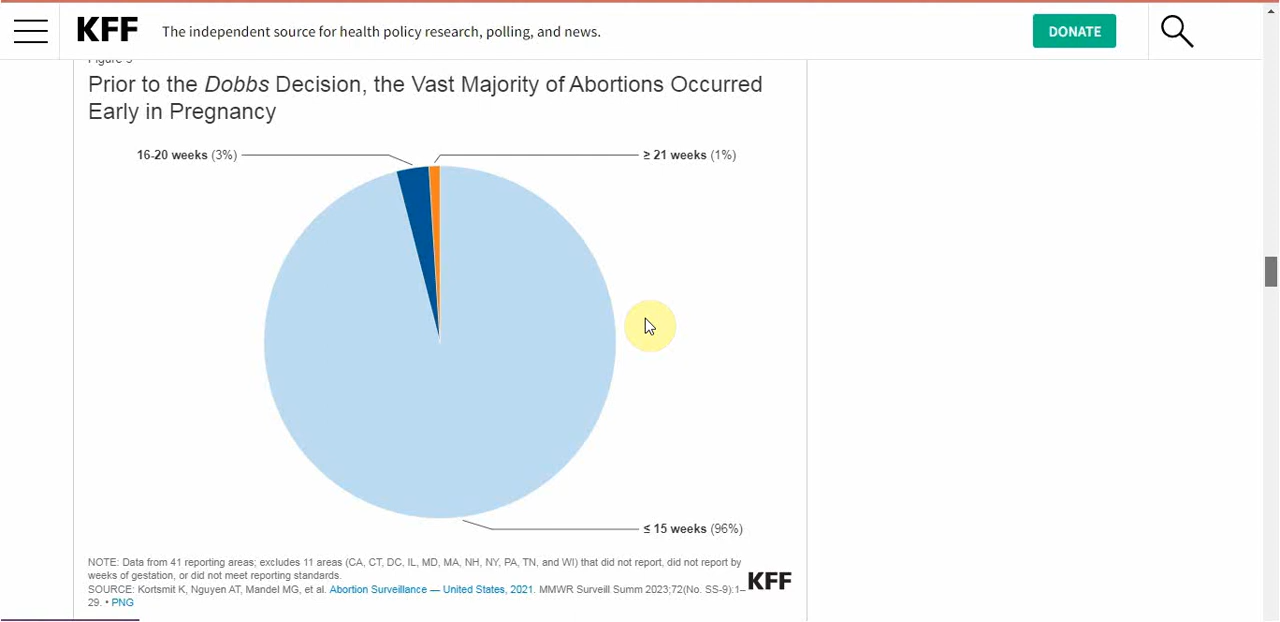 KFF The independent source for health policy research, polling, and news. DONATE
Prior to the Dobbs Decision, the Vast Majority of Abortions Occurred
Early in Pregnancy
16-20 weeks (3%) ≥ 21 weeks (1%)
≤ 15 weeks (96%)
NOTE: Data from 41 reporting areas; excludes 11 areas (CA, CT, DC, IL, MD, MA, NH, NY, PA, TN, and WI) that did not report, did not report by
weeks of gestation, or did not meet reporting standards.
SOURCE: Kortsmit K, Nguyen AT, Mandel MG, et al. Abortion Surveillance — United States, 2021. MMWR Surveill Summ 2023;72(No. SS-9):1–
29. • PNG
KFF